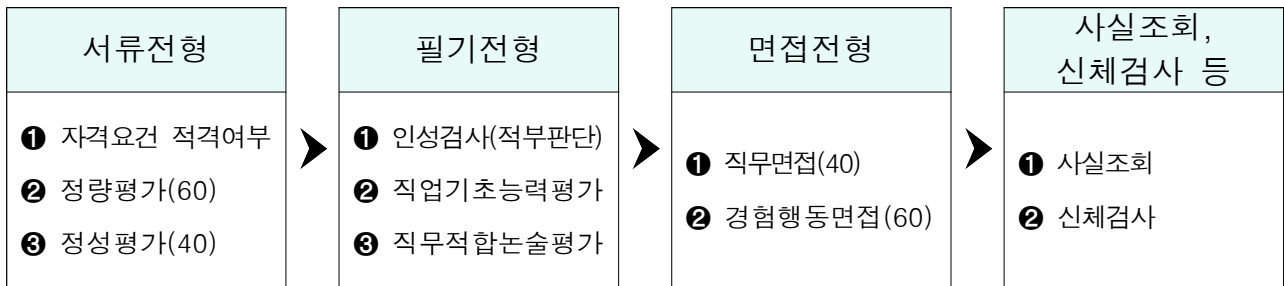 서류전형
❶ 자격요건 적격여부
❷ 정량평가(60)
❸ 정성평가(40)
필기전형
❶ 인성검사(적부판단)
❷ 직업기초능력평가
❸ 직무적합논술평가
면접전형
❶ 직무면접(40)
❷ 경험행동면접(60)
사실조회,
신체검사 등
❶ 사실조회
❷ 신체검사